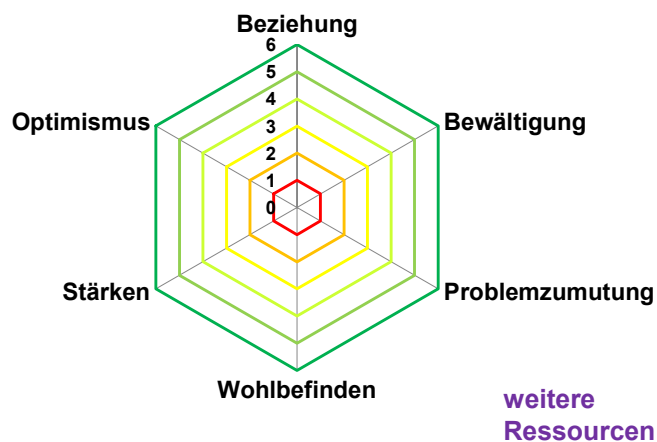 Beziehung
6
5
4
3
2
1
0
Optimismus
Bewältigung
Stärken
Problemzumutung
Wohlbefinden
weitere
Ressourcen